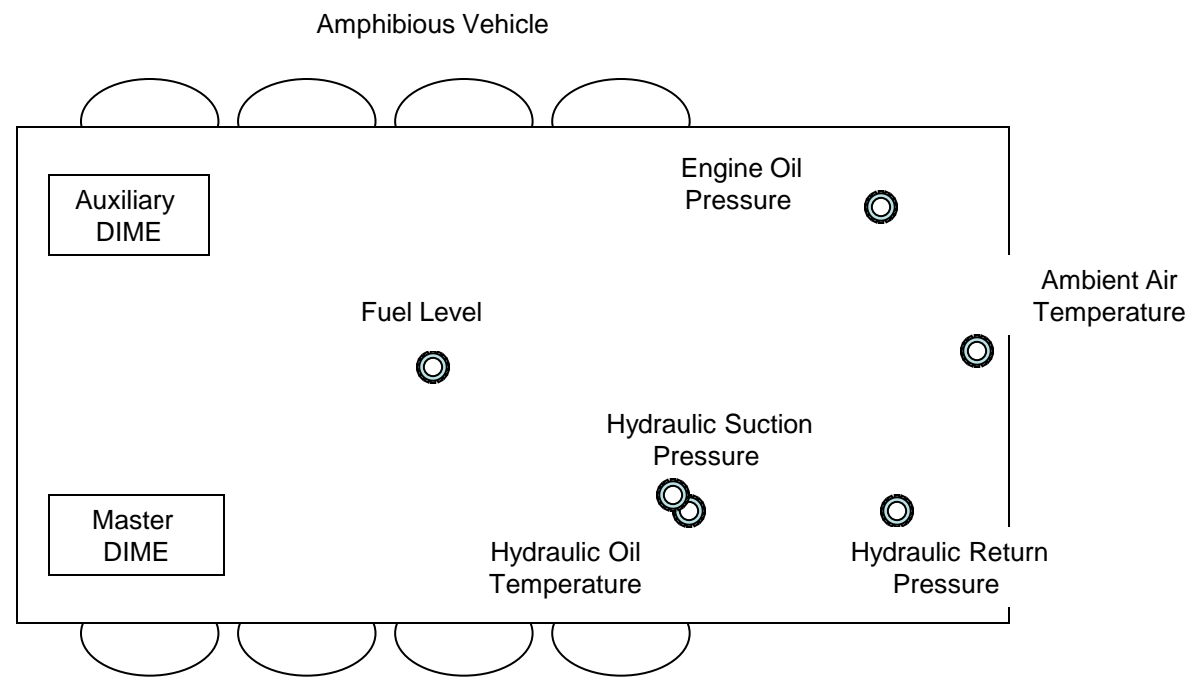 Amphibious Vehicle
Engine Oil
Pressure
Auxiliary
DIME
Ambient Air
Temperature
Fuel Level
Hydraulic Suction
Pressure
Master
DIME
Hydraulic Oil
Temperature
Hydraulic Return
Pressure